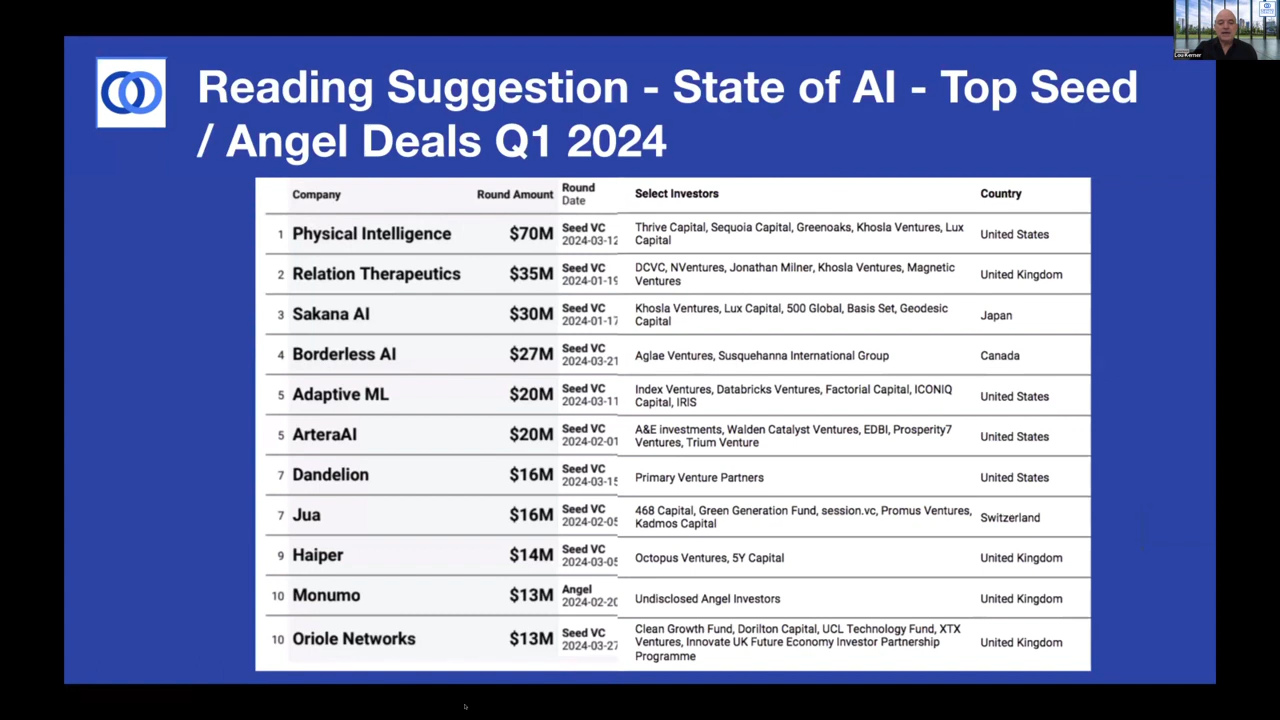 Reading Suggestion - State of AI - Top Seed
/ Angel Deals Q1 2024
Company Round Amount Round Date Select Investors Country
1 Physical Intelligence $70M Seed VC 2024-03-12 Thrive Capital, Sequoia Capital, Greenoaks, Khosla Ventures, Lux Capital United States
2 Relation Therapeutics $35M Seed VC 2024-01-19 DCVC, NVentures, Jonathan Milner, Khosla Ventures, Magnetic Ventures United Kingdom
3 Sakana AI $30M Seed VC 2024-01-17 Khosla Ventures, Lux Capital, 500 Global, Basis Set, Geodesic Capital Japan
4 Borderless AI $27M Seed VC 2024-03-21 Aglae Ventures, Susquehanna International Group Canada
5 Adaptive ML $20M Seed VC 2024-03-11 Index Ventures, Databricks Ventures, Factorial Capital, ICONIQ Capital, IRIS United States
5 ArteraAI $20M Seed VC 2024-02-01 A&E investments, Walden Catalyst Ventures, EDBI, Prosperity7 Ventures, Trium Venture United States
7 Dandelion $16M Seed VC 2024-03-15 Primary Venture Partners United States
7 Jua $16M Seed VC 2024-02-05 468 Capital, Green Generation Fund, session.vc, Promus Ventures, Kadmos Capital Switzerland
9 Haiper $14M Seed VC 2024-03-05 Octopus Ventures, 5Y Capital United Kingdom
10 Monumo $13M Angel 2024-02-20 Undisclosed Angel Investors United Kingdom
10 Oriole Networks $13M Seed VC 2024-03-27 Clean Growth Fund, Dorilton Capital, UCL Technology Fund, XTX Ventures, Innovate UK Future Economy Investor Partnership Programme United Kingdom
Lou Kerner